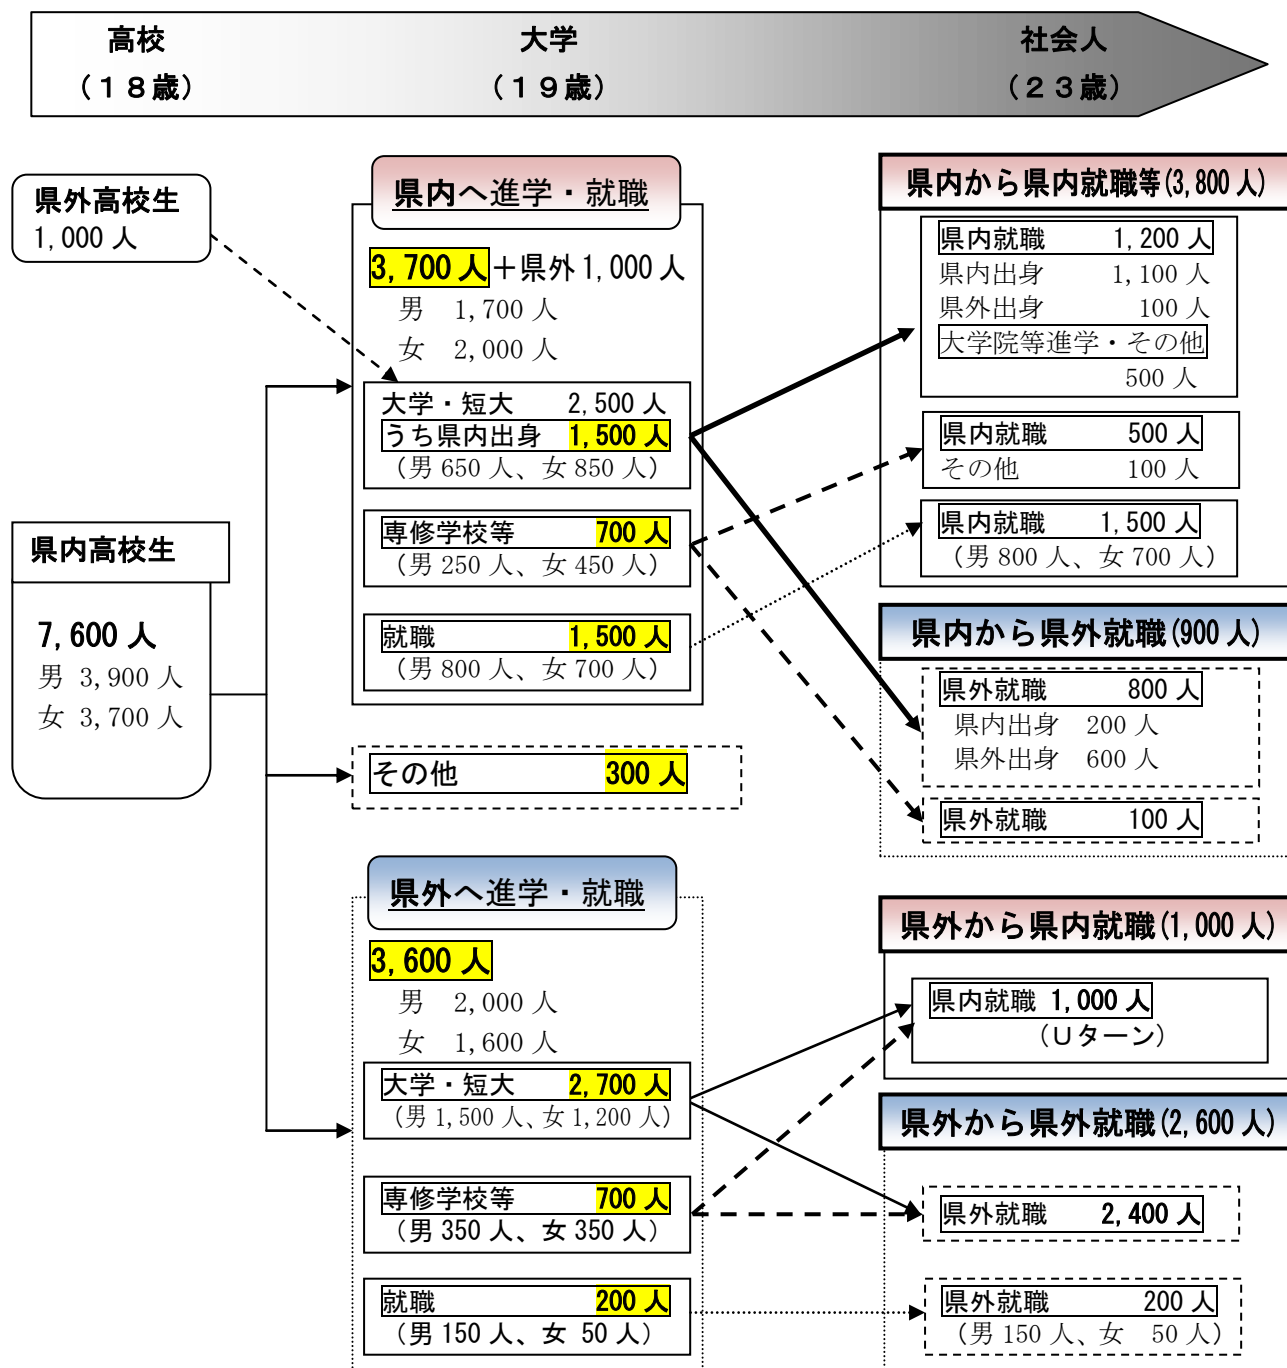 高校
（１８歳）
大学
（１９歳）
社会人
（２３歳）
県外高校生
1,000 人
県内高校生
7,600 人
男 3,900 人
女 3,700 人
県内へ進学・就職
3,700 人＋県外 1,000 人
男 1,700 人
女 2,000 人
大学・短大 2,500 人
うち県内出身 1,500 人
（男 650 人、女 850 人）
専修学校等 700 人
（男 250 人、女 450 人）
就職 1,500 人
（男 800 人、女 700 人）
その他 300 人
県外へ進学・就職
3,600 人
男 2,000 人
女 1,600 人
大学・短大 2,700 人
（男 1,500 人、女 1,200 人）
専修学校等 700 人
（男 350 人、女 350 人）
就職 200 人
（男 150 人、女 50 人）
県内から県内就職等(3,800 人)
県内就職 1,200 人
県内出身 1,100 人
県外出身 100 人
大学院等進学・その他
500 人
県内就職 500 人
その他 100 人
県内就職 1,500 人
（男 800 人、女 700 人）
県内から県外就職(900 人)
県外就職 800 人
県内出身 200 人
県外出身 600 人
県外就職 100 人
県外から県内就職(1,000 人)
県内就職 1,000 人
（Ｕターン）
県外から県外就職(2,600 人)
県外就職 2,400 人
県外就職 200 人
（男 150 人、女 50 人）